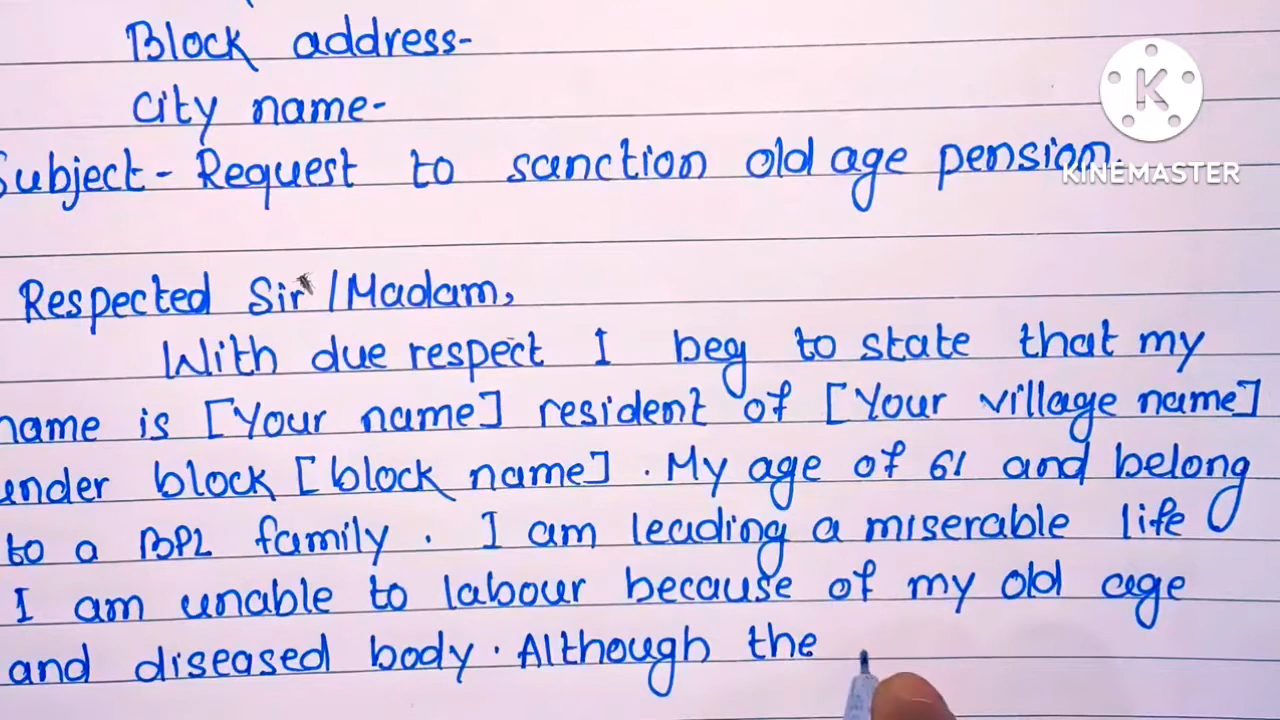 Block address-
City name-
Subject- Request to sanction old age pension.
KINEMASTER
Respected Sir/Madam,
With due respect I beg to state that my
name is [Your name] resident of [Your village name]
under block [block name]. My age of 61 and belong
to a BPL family. I am leading a miserable life
I am unable to labour because of my old age
and diseased body. Although the